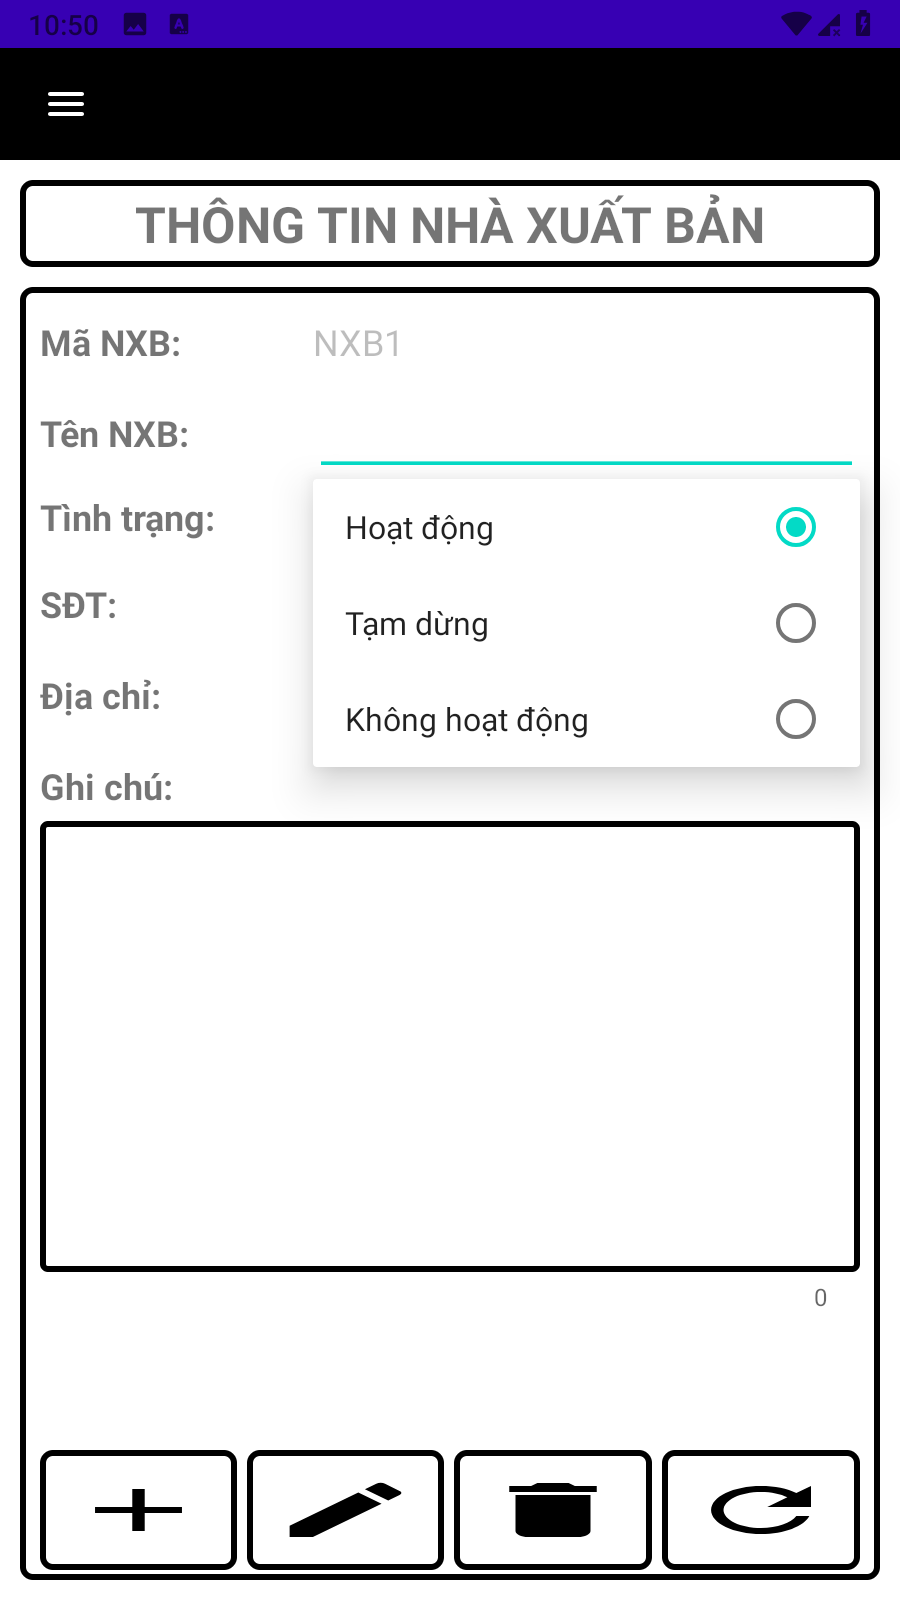 10:50
THÔNG TIN NHÀ XUẤT BẢN
Mã NXB: NXB1
Tên NXB:
Tình trạng:
Hoạt động
Tạm dừng
SĐT:
Địa chỉ:
Không hoạt động
Ghi chú:
0